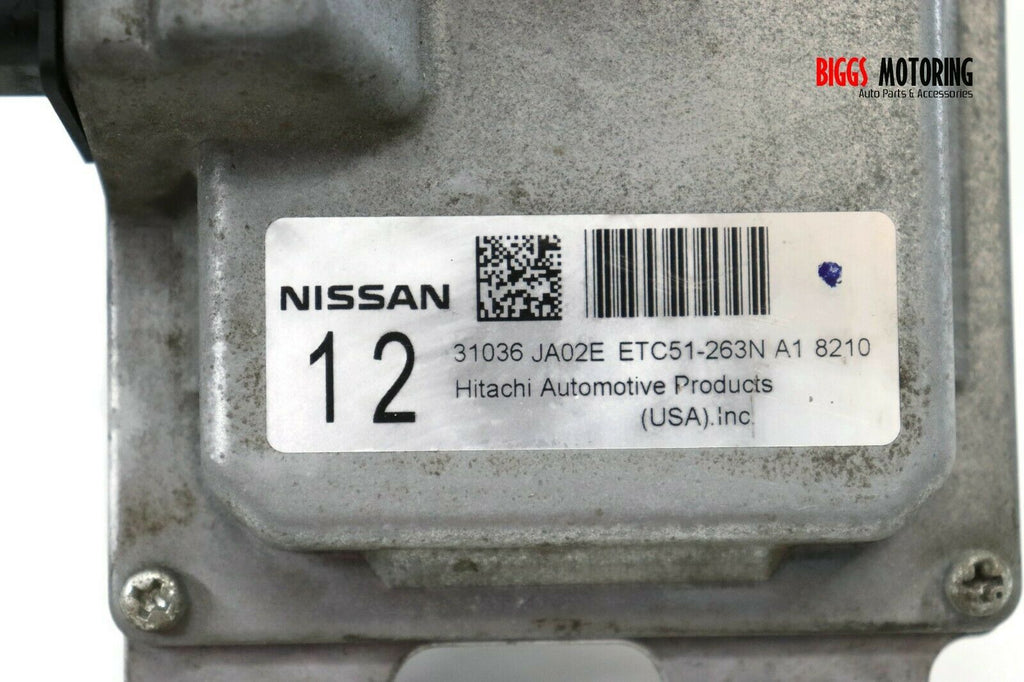 BIGGS MOTORING
Auto Parts & Accessories
NISSAN
12
31036 JA02E ETC51-263N A1 8210
Hitachi Automotive Products
(USA).Inc.